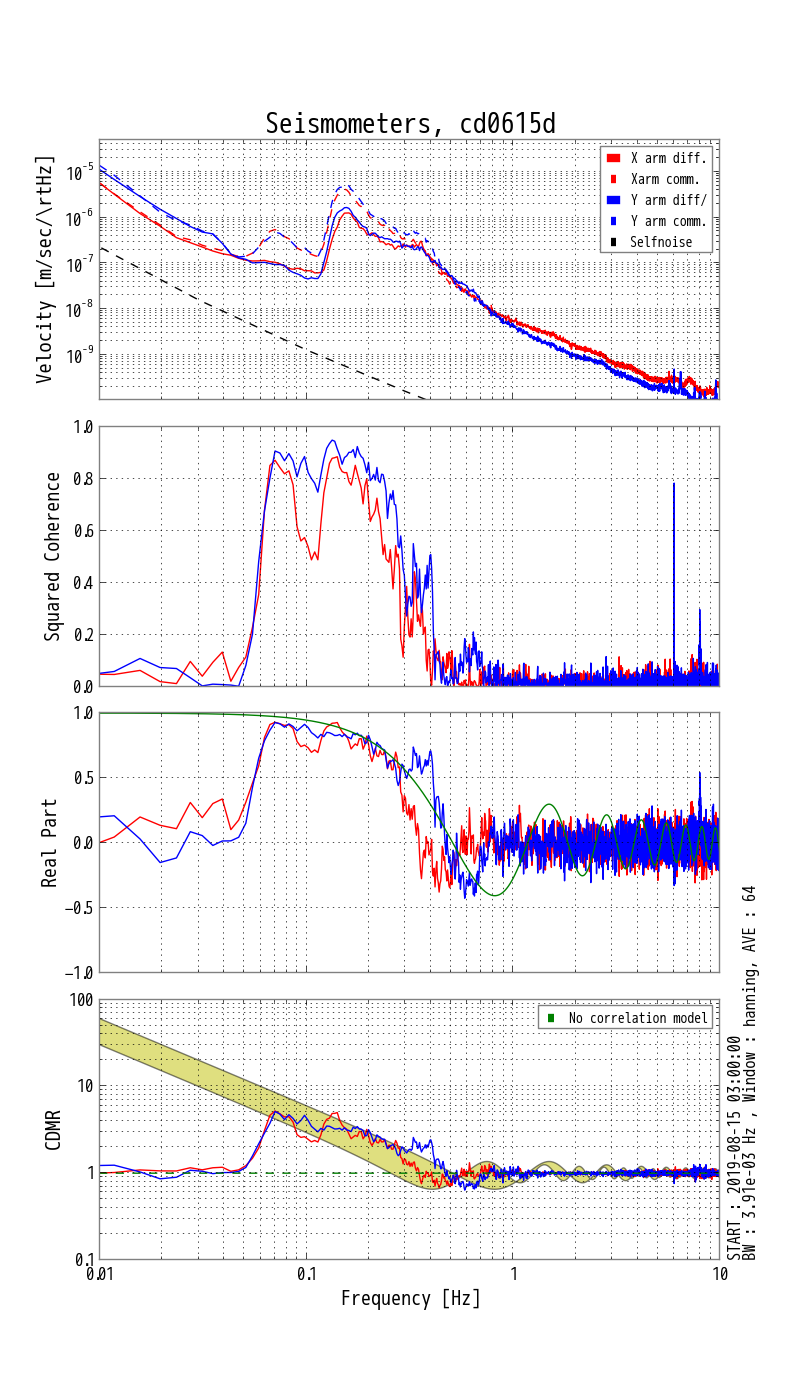 Seismometers, cd0615d
Velocity [m/sec/\rtHz]
10^-5
10^-6
10^-7
10^-8
10^-9
X arm diff.
Xarm comm.
Y arm diff/
Y arm comm.
Selfnoise
Squared Coherence
1.0
0.8
0.6
0.4
0.2
0.0
Real Part
1.0
0.5
0.0
−0.5
−1.0
CDMR
100
10
1
0.1
No correlation model
0.01
0.1
1
10
Frequency [Hz]
START : 2019-08-15 03:00:00
BW : 3.91e-03 Hz , Window : hanning, AVE : 64